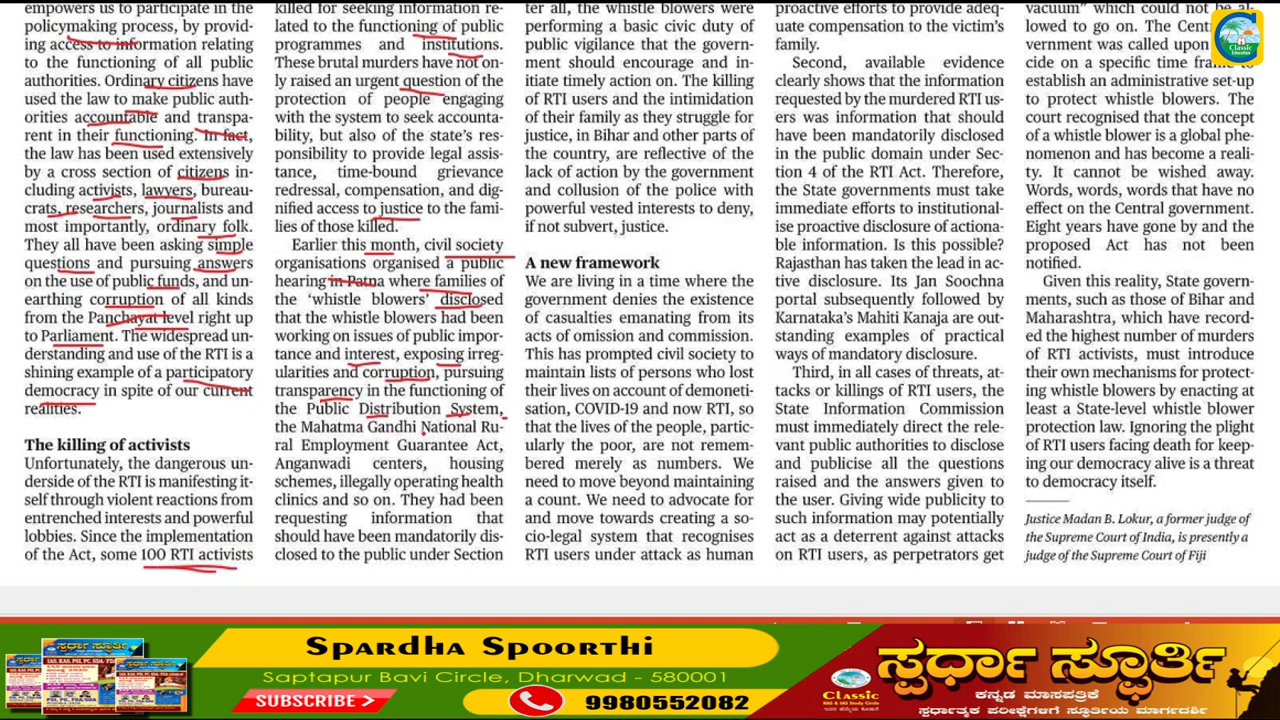 empowers us to participate in the
policymaking process, by provid-
ing access to information relating
to the functioning of all public
authorities. Ordinary citizens have
used the law to make public auth-
orities accountable and transpa-
rent in their functioning. In fact,
the law has been used extensively
by a cross section of citizens in-
cluding activists, lawyers, bureau-
crats, researchers, journalists and
most importantly, ordinary folk.
They all have been asking simple
questions and pursuing answers
on the use of public funds, and un-
earthing corruption of all kinds
from the Panchayat level right up
to Parliament. The widespread un-
derstanding and use of the RTI is a
shining example of a participatory
democracy in spite of our current
realities.
The killing of activists
Unfortunately, the dangerous un-
derside of the RTI is manifesting it-
self through violent reactions from
entrenched interests and powerful
lobbies. Since the implementation
of the Act, some 100 RTI activists
killed for seeking information re-
lated to the functioning of public
programmes and institutions.
These brutal murders have not on-
ly raised an urgent question of the
protection of people engaging
with the system to seek accounta-
bility, but also of the state's res-
ponsibility to provide legal assis-
tance, time-bound grievance
redressal, compensation, and dig-
nified access to justice to the fami-
lies of those killed.
Earlier this month, civil society
organisations organised a public
hearing in Patna where families of
the 'whistle blowers' disclosed
that the whistle blowers had been
working on issues of public impor-
tance and interest, exposing irreg-
ularities and corruption, pursuing
transparency in the functioning of
the Public Distribution System,
the Mahatma Gandhi National Ru-
ral Employment Guarantee Act,
Anganwadi centers, housing
schemes, illegally operating health
clinics and so on. They had been
requesting information that
should have been mandatorily dis-
closed to the public under Section
ter all, the whistle blowers were
performing a basic civic duty of
public vigilance that the govern-
ment should encourage and in-
itiate timely action on. The killing
of RTI users and the intimidation
of their family as they struggle for
justice, in Bihar and other parts of
the country, are reflective of the
lack of action by the government
and collusion of the police with
powerful vested interests to deny,
if not subvert, justice.
A new framework
We are living in a time where the
government denies the existence
of casualties emanating from its
acts of omission and commission.
This has prompted civil society to
maintain lists of persons who lost
their lives on account of demoneti-
sation, COVID-19 and now RTI, so
that the lives of the people, partic-
ularly the poor, are not remem-
bered merely as numbers. We
need to move beyond maintaining
a count. We need to advocate for
and move towards creating a so-
cio-legal system that recognises
RTI users under attack as human
proactive efforts to provide adeq-
uate compensation to the victim's
family.
Second, available evidence
clearly shows that the information
requested by the murdered RTI us-
ers was information that should
have been mandatorily disclosed
in the public domain under Sec-
tion 4 of the RTI Act. Therefore,
the State governments must take
immediate efforts to institutional-
ise proactive disclosure of actiona-
ble information. Is this possible?
Rajasthan has taken the lead in ac-
tive disclosure. Its Jan Soochna
portal subsequently followed by
Karnataka's Mahiti Kanaja are out-
standing examples of practical
ways of mandatory disclosure.
Third, in all cases of threats, at-
tacks or killings of RTI users, the
State Information Commission
must immediately direct the rele-
vant public authorities to disclose
and publicise all the questions
raised and the answers given to
the user. Giving wide publicity to
such information may potentially
act as a deterrent against attacks
on RTI users, as perpetrators get
vacuum" which could not be al-
lowed to go on. The Cent
vernment was called upon
cide on a specific time frame to
establish an administrative set-up
to protect whistle blowers. The
court recognised that the concept
of a whistle blower is a global phe-
nomenon and has become a reali-
ty. It cannot be wished away.
Words, words, words that have no
effect on the Central government.
Eight years have gone by and the
proposed Act has not been
notified.
Given this reality, State govern-
ments, such as those of Bihar and
Maharashtra, which have record-
ed the highest number of murders
of RTI activists, must introduce
their own mechanisms for protect-
ing whistle blowers by enacting at
least a State-level whistle blower
protection law. Ignoring the plight
of RTI users facing death for keep-
ing our democracy alive is a threat
to democracy itself.
Justice Madan B. Lokur, a former judge of
the Supreme Court of India, is presently a
judge of the Supreme Court of Fiji
Classic
Education
Spardha Spoorthi
Saptapur Bavi Circle, Dharwad - 580001
SUBSCRIBE
9980552082
ಸ್ಪರ್ಧಾ ಸ್ಫೂರ್ತಿ
Classic
KAS & IAS Study Circle
ಕನ್ನಡ ಮಾಸಪತ್ರಿಕೆ
ಸ್ಪರ್ಧಾತ್ಮಕ ಪರೀಕ್ಷೆಗಳಿಗೆ ಸ್ಫೂರ್ತಿಯ ಮಾರ್ಗದರ್ಶಿ